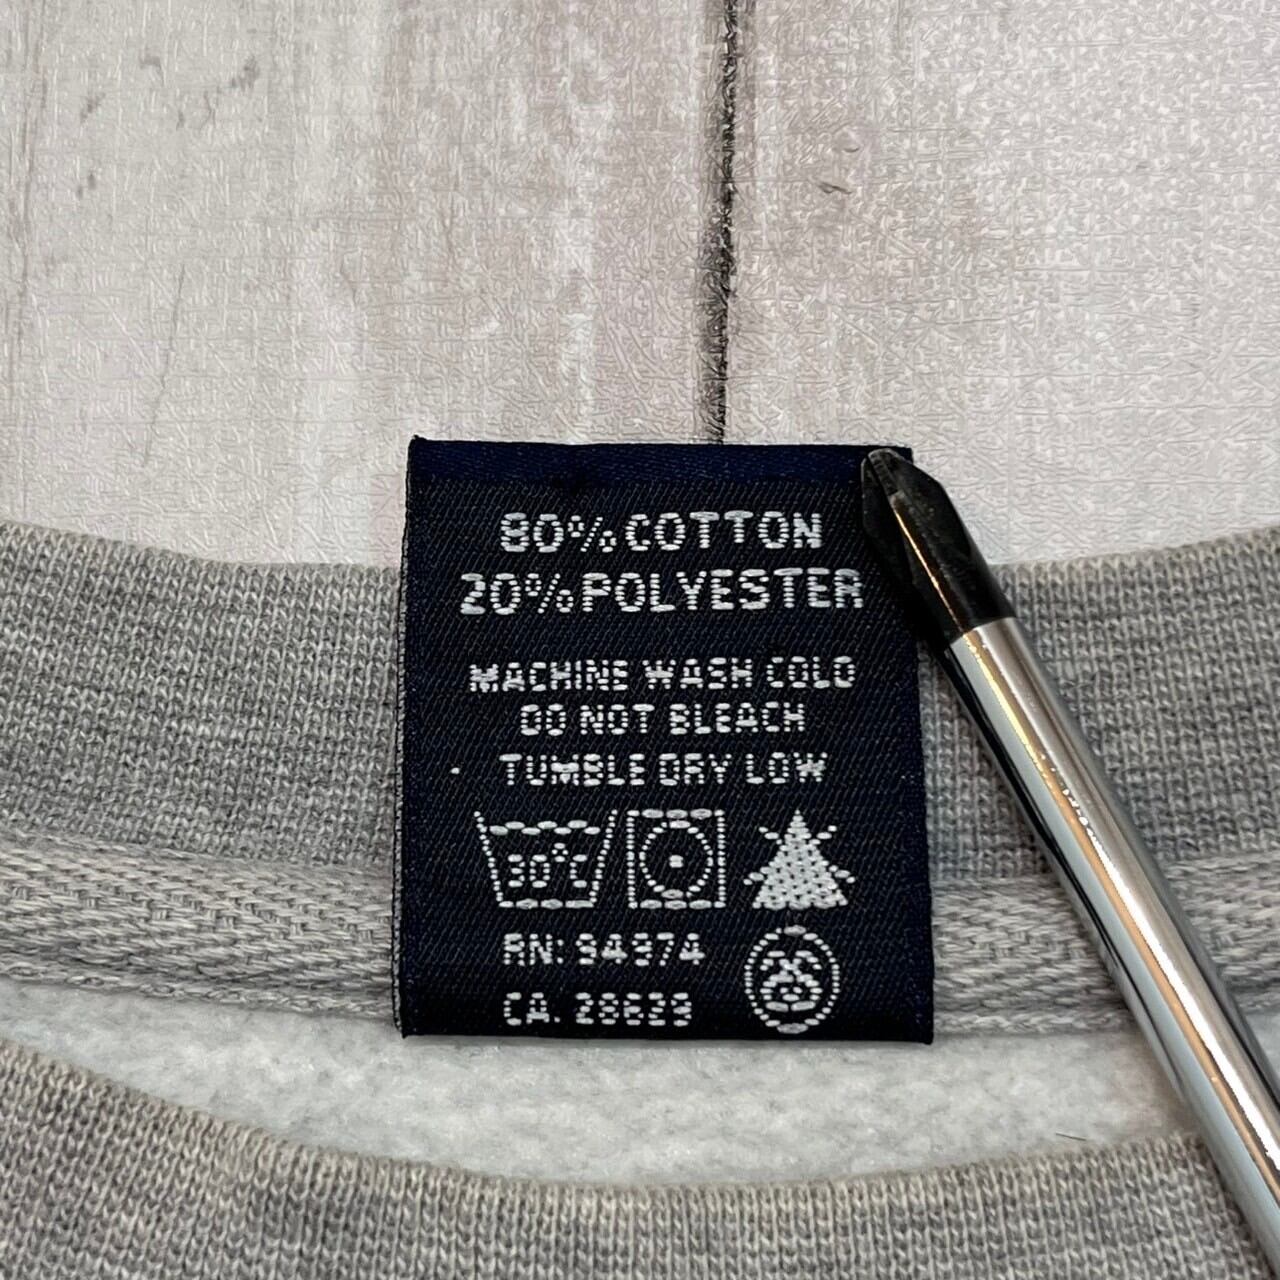 80% COTTON
20% POLYESTER
MACHINE WASH COLD
DO NOT BLEACH
TUMBLE DRY LOW
30°C
RN: 94974
CA. 28629